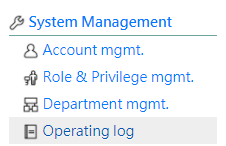 System Management
Account mgmt.
Role & Privilege mgmt.
Department mgmt.
Operating log